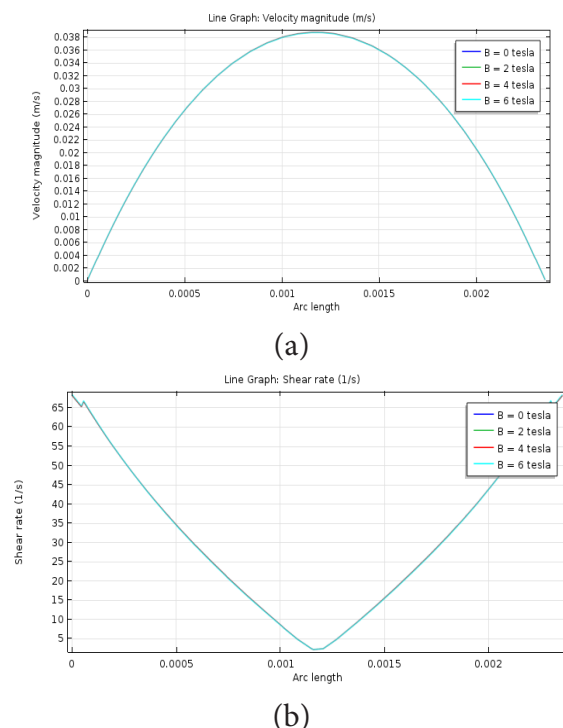 Line Graph: Velocity magnitude (m/s)
Velocity magnitude (m/s)
0.038
0.036
0.034
0.032
0.03
0.028
0.026
0.024
0.022
0.02
0.018
0.016
0.014
0.012
0.01
0.008
0.006
0.004
0.002
0
B = 0 tesla
B = 2 tesla
B = 4 tesla
B = 6 tesla
0 0.0005 0.001 0.0015 0.002
Arc length
(a)
Line Graph: Shear rate (1/s)
Shear rate (1/s)
65
60
55
50
45
40
35
30
25
20
15
10
5
B = 0 tesla
B = 2 tesla
B = 4 tesla
B = 6 tesla
0 0.0005 0.001 0.0015 0.002
Arc length
(b)